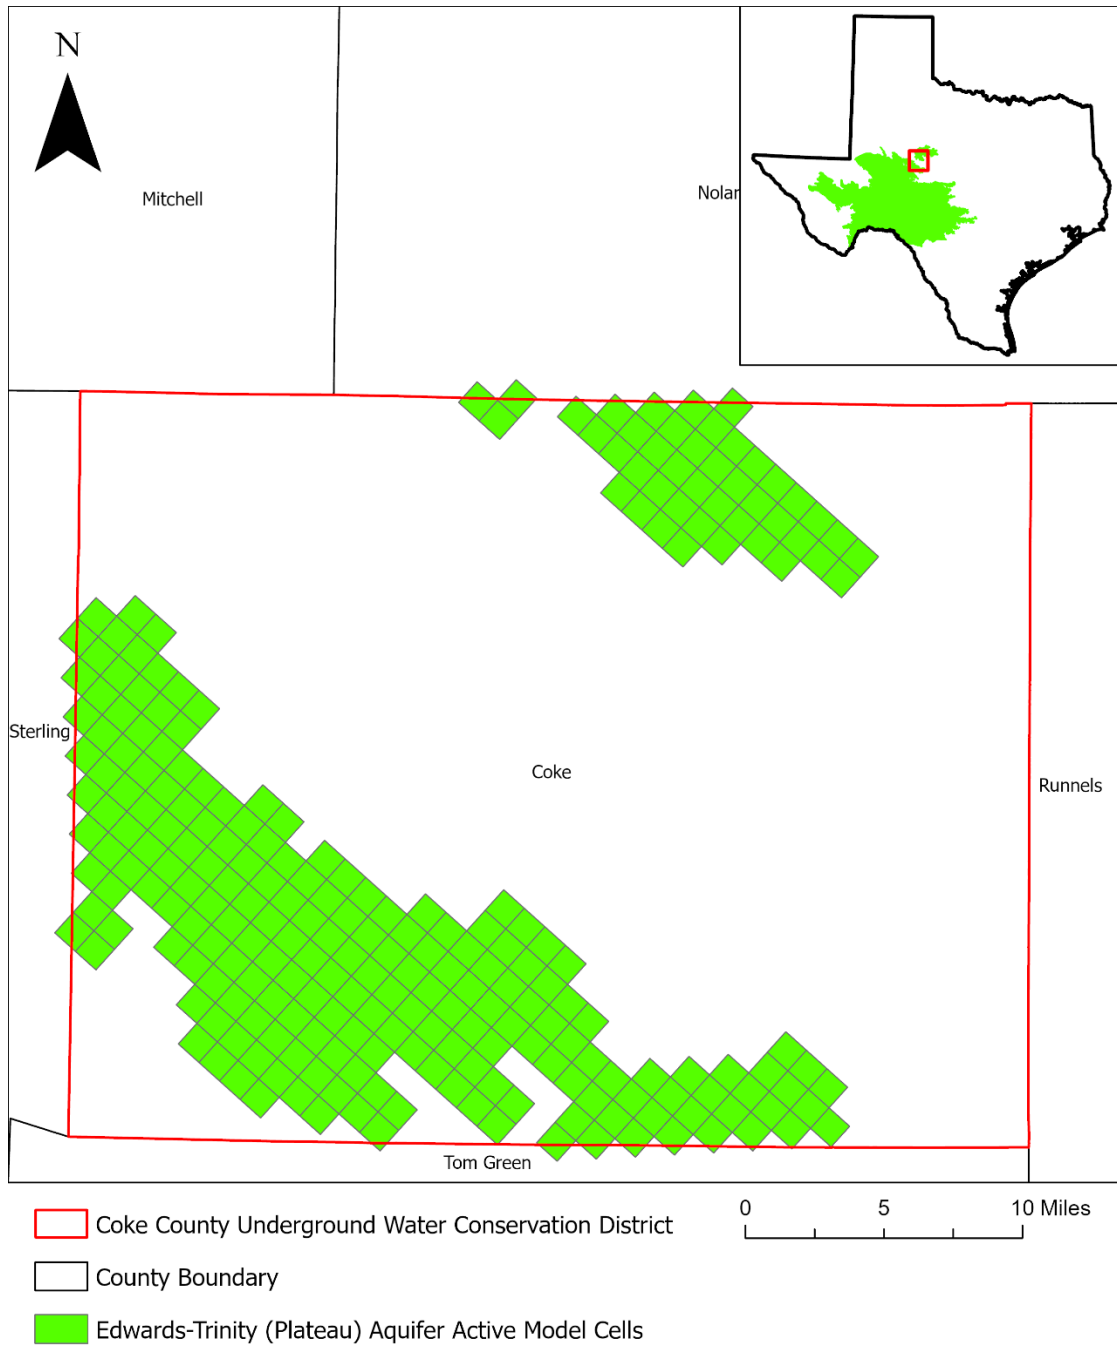 N
Mitchell
Nolan
Sterling
Coke
Runnels
Tom Green
0 5 10 Miles
Coke County Underground Water Conservation District
County Boundary
Edwards-Trinity (Plateau) Aquifer Active Model Cells